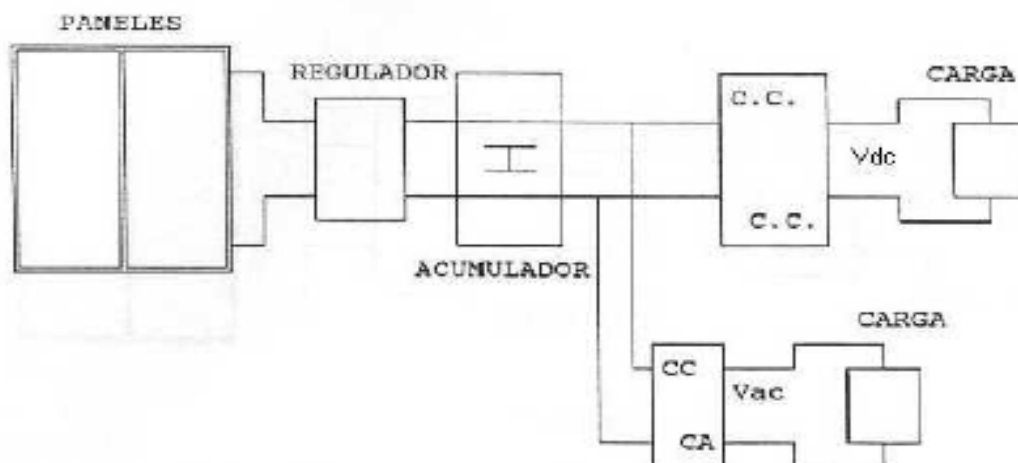 PANELES
REGULADOR
CARGA
C.C.
Vdc
C.C.
ACUMULADOR
CARGA
CC
Vac
CA